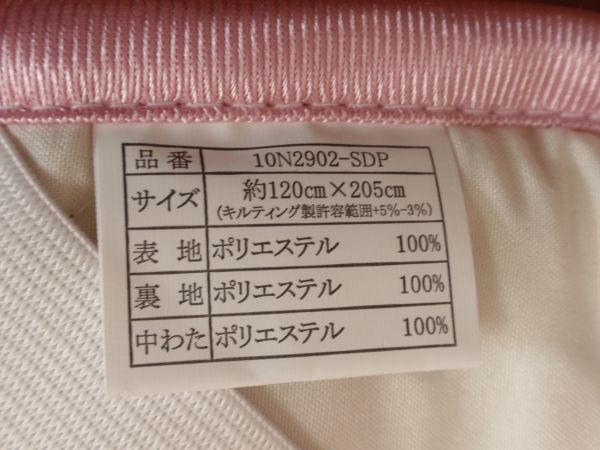 品番 10N2902-SDP
サイズ 約120cm×205cm
(キルティング製許容範囲+5%-3%)
表地 ポリエステル 100%
裏地 ポリエステル 100%
中わた ポリエステル 100%